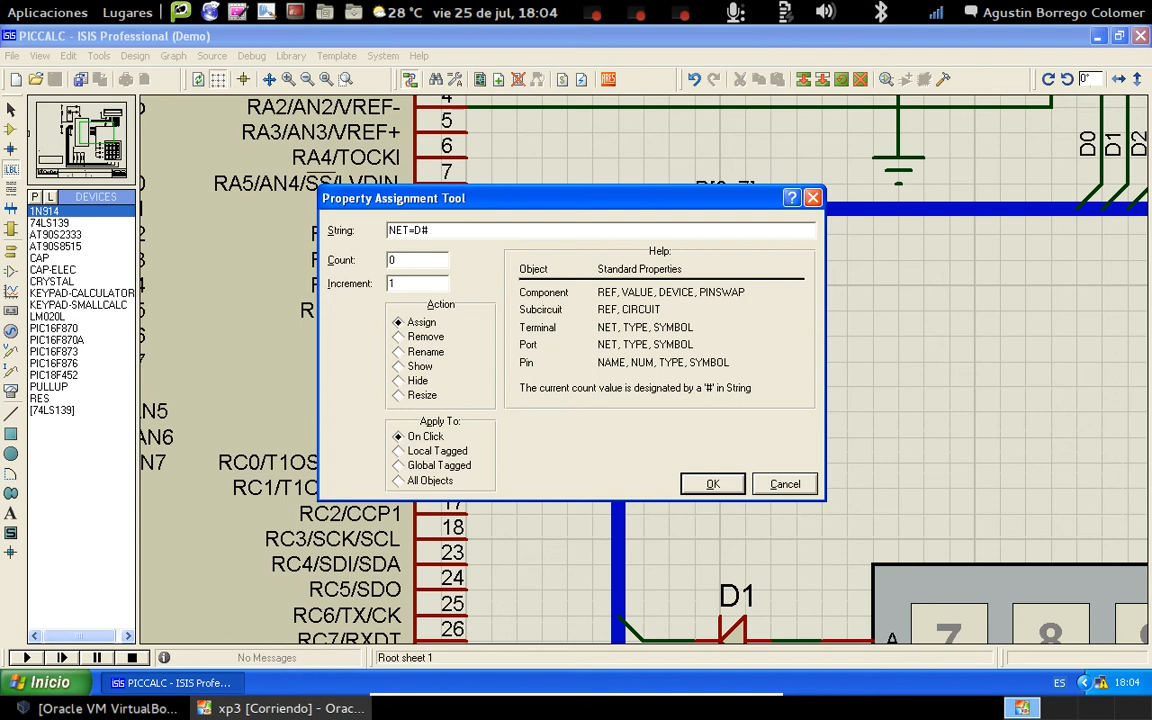 Aplicaciones Lugares 28 °C vie 25 de jul, 18:04 Agustin Borrego Colomer
ISIS PICCALC - ISIS Professional (Demo)
File View Edit Tools Design Graph Source Debug Library Template System Help
LBL
ARES
0°
P L DEVICES
1N914
74LS139
AT90S2333
AT90S8515
CAP
CAP-ELEC
CRYSTAL
KEYPAD-CALCULATOR
KEYPAD-SMALLCALC
LM020L
PIC16F870
PIC16F870A
PIC16F873
PIC16F876
PIC18F452
PULLUP
RES
[74LS139]
RA2/AN2/VREF- 4
RA3/AN3/VREF+ 5
RA4/TOCKI 6
RA5/AN4/SS/LVDIN 7
D0
D1
D2
Property Assignment Tool
String: NET=D#
Count: 0
Increment: 1
Action
Assign
Remove
Rename
Show
Hide
Resize
Apply To:
On Click
Local Tagged
Global Tagged
All Objects
Help:
Object Standard Properties
Component REF, VALUE, DEVICE, PINSWAP
Subcircuit REF, CIRCUIT
Terminal NET, TYPE, SYMBOL
Port NET, TYPE, SYMBOL
Pin NAME, NUM, TYPE, SYMBOL
The current count value is designated by a '#' in String
OK Cancel
AN5
AN6
N7
RC0/T1OS
RC1/T1O
RC2/CCP1 17
RC3/SCK/SCL 18
RC4/SDI/SDA 23
RC5/SDO 24
RC6/TX/CK 25
RC7/RXDT 26
D1
A
7
8
No Messages Root sheet 1
Inicio ISIS PICCALC - ISIS Profe... ES 18:04
[Oracle VM VirtualBo... xp3 [Corriendo] - Orac...